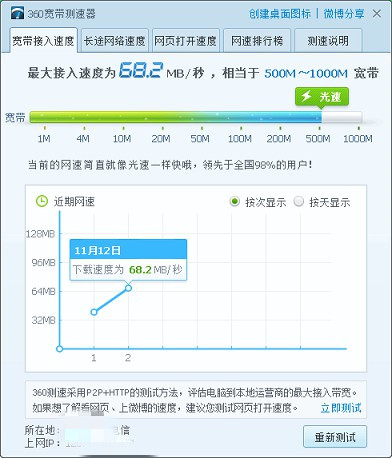 360宽带测速器 创建桌面图标 | 微博分享
宽带接入速度 长途网络速度 网页打开速度 网速排行榜 测速说明
最大接入速度为68.2MB/秒，相当于 500M~1000M 宽带
光速
宽带
1M 4M 10M 20M 50M 100M 200M 500M 1000M
当前的网速简直就像光速一样快哦，领先于全国98%的用户！
近期网速 按次显示 按天显示
128MB
11月12日
96MB
下载速度为 68.2MB/秒
64MB
32MB
0
1 2
360测速采用P2P+HTTP的测试方法，评估电脑到本地运营商的最大接入带宽。
如果想了解看网页、上微博的速度，建议您测试网页打开速度。 立即测试
所在地： 电信
上网IP： 重新测试